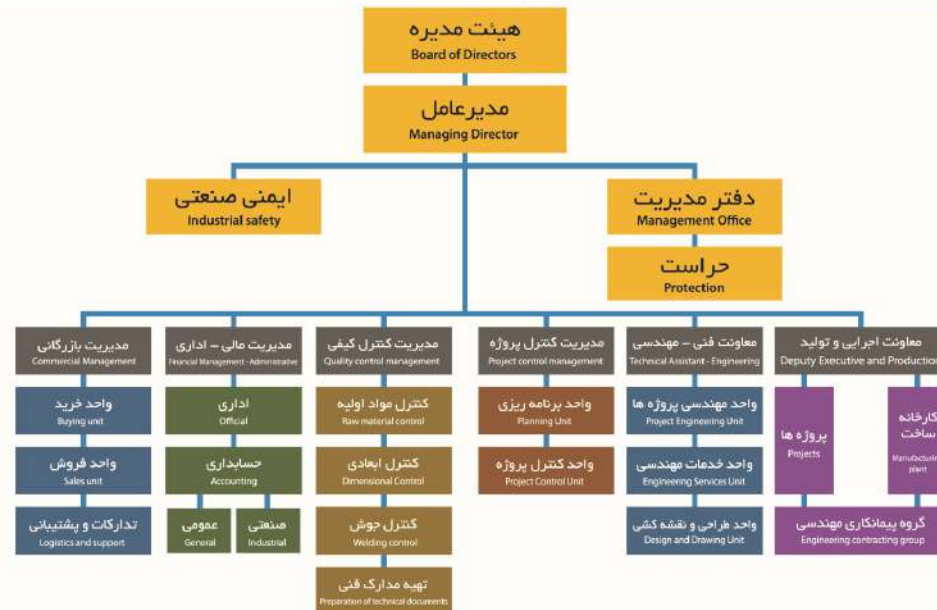 هیئت مدیره
Board of Directors
مدیرعامل
Managing Director
ایمنی صنعتی
Industrial safety
دفتر مدیریت
Management Office
حراست
Protection
مدیریت بازرگانی
Commercial Management
مدیریت مالی - اداری
Financial Management - Administrative
مدیریت کنترل کیفی
Quality control management
مدیریت کنترل پروژه
Project control management
معاونت فنی - مهندسی
Technical Assistant - Engineering
معاونت اجرایی و تولید
Deputy Executive and Production
واحد خرید
Buying unit
واحد فروش
Sales unit
تدارکات و پشتیبانی
Logistics and support
اداری
Official
حسابداری
Accounting
عمومی
General
صنعتی
Industrial
کنترل مواد اولیه
Raw material control
کنترل ابعادی
Dimensional Control
کنترل جوش
Welding control
تهیه مدارک فنی
Preparation of technical documents
واحد برنامه ریزی
Planning Unit
واحد کنترل پروژه
Project Control Unit
واحد مهندسی پروژه ها
Project Engineering Unit
واحد خدمات مهندسی
Engineering Services Unit
واحد طراحی و نقشه کشی
Design and Drawing Unit
پروژه ها
Projects
کارخانه
ساخت
Manufacturing
plant
گروه پیمانکاری مهندسی
Engineering contracting group